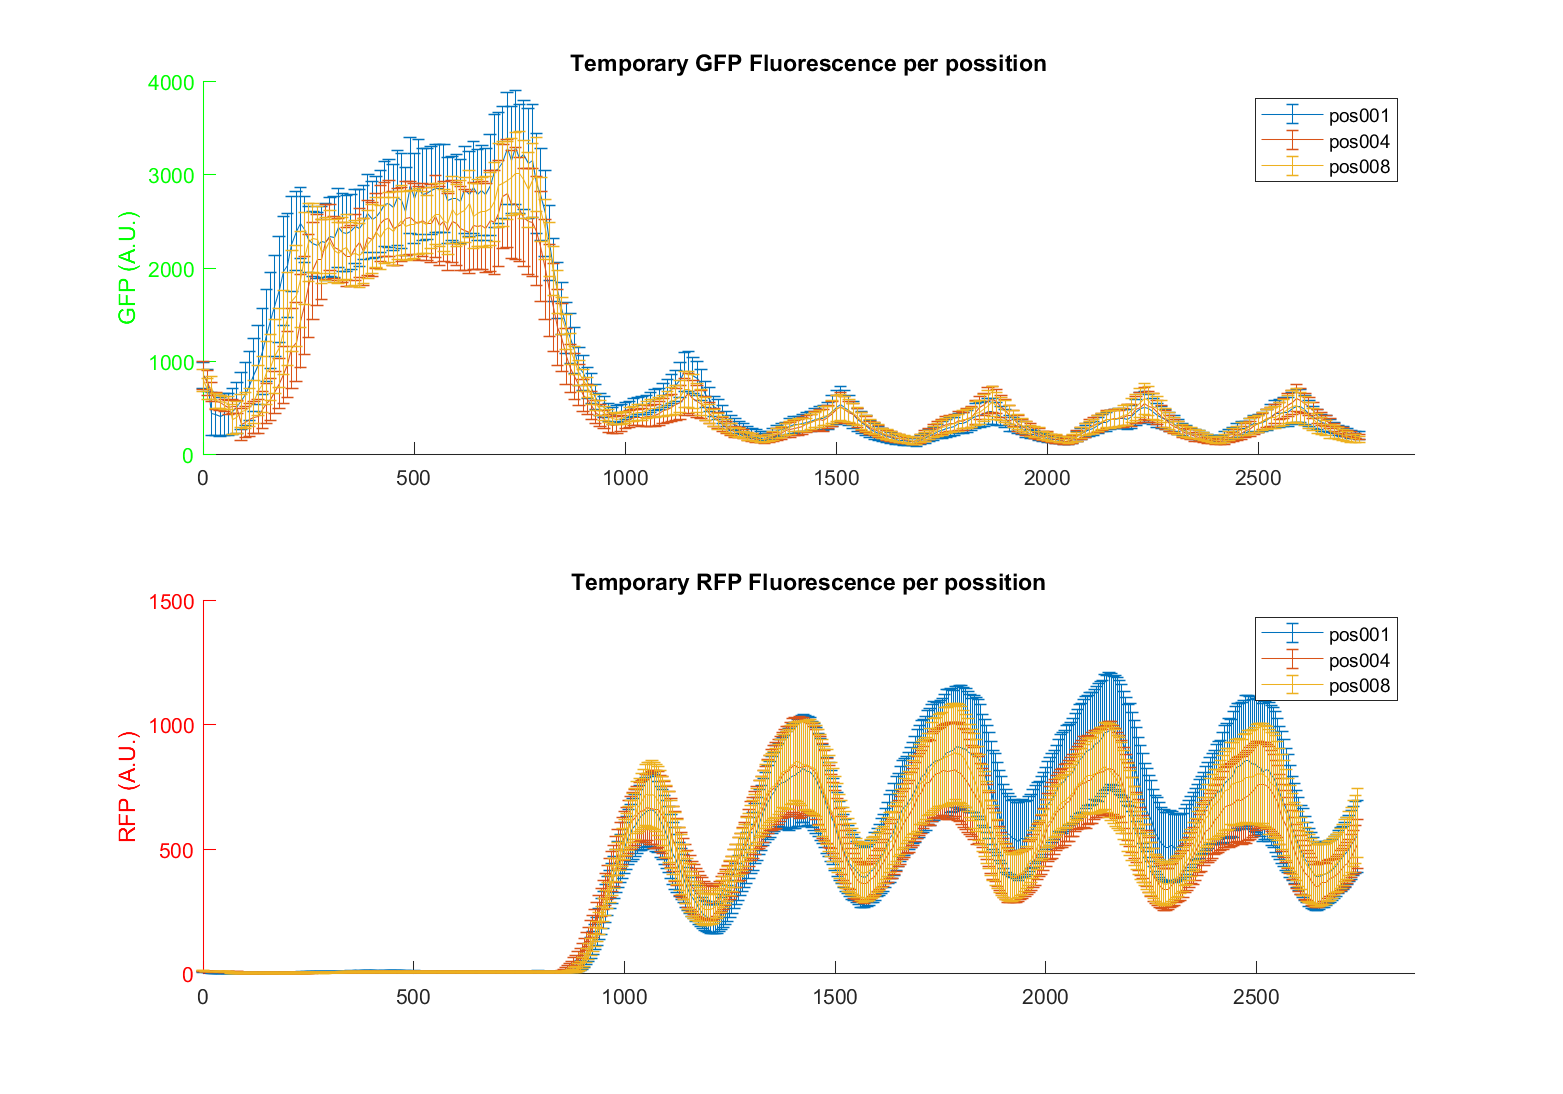 Temporary GFP Fluorescence per possition
4000
3000
2000
1000
0
GFP (A.U.)
pos001
pos004
pos008
0 500 1000 1500 2000 2500
Temporary RFP Fluorescence per possition
1500
1000
500
0
RFP (A.U.)
pos001
pos004
pos008
0 500 1000 1500 2000 2500